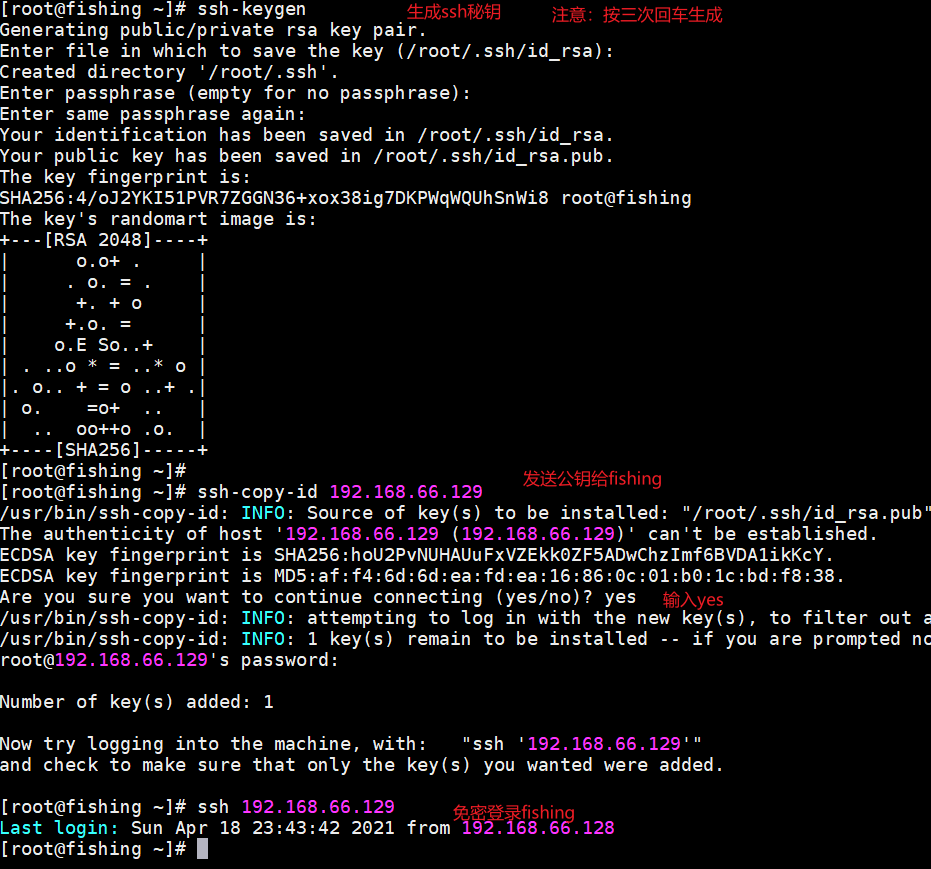 [root@fishing ~]# ssh-keygen 生成ssh秘钥 注意：按三次回车生成
Generating public/private rsa key pair.
Enter file in which to save the key (/root/.ssh/id_rsa):
Created directory '/root/.ssh'.
Enter passphrase (empty for no passphrase):
Enter same passphrase again:
Your identification has been saved in /root/.ssh/id_rsa.
Your public key has been saved in /root/.ssh/id_rsa.pub.
The key fingerprint is:
SHA256:4/oJ2YKI51PVR7ZGGN36+xox38ig7DKPWqWQUhSnWi8 root@fishing
The key's randomart image is:
+---[RSA 2048]----+
|      o.o+ .     |
|     . o. = .    |
|      +. + o     |
|     +.o. =      |
|    o.E So..+    |
| . ..o * = ..* o |
|. o.. + = o ..+ .|
| o.    =o+  ..   |
|  ..  oo++o .o.  |
+----[SHA256]-----+
[root@fishing ~]#
发送公钥给fishing
[root@fishing ~]# ssh-copy-id 192.168.66.129
/usr/bin/ssh-copy-id: INFO: Source of key(s) to be installed: "/root/.ssh/id_rsa.pub"
The authenticity of host '192.168.66.129 (192.168.66.129)' can't be established.
ECDSA key fingerprint is SHA256:hoU2PvNUHAUuFxVZEkk0ZF5ADwChzImf6BVDA1ikKcY.
ECDSA key fingerprint is MD5:af:f4:6d:6d:ea:fd:ea:16:86:0c:01:b0:1c:bd:f8:38.
Are you sure you want to continue connecting (yes/no)? yes 输入yes
/usr/bin/ssh-copy-id: INFO: attempting to log in with the new key(s), to filter out a
/usr/bin/ssh-copy-id: INFO: 1 key(s) remain to be installed -- if you are prompted no
root@192.168.66.129's password:
Number of key(s) added: 1
Now try logging into the machine, with:   "ssh '192.168.66.129'"
and check to make sure that only the key(s) you wanted were added.
[root@fishing ~]# ssh 192.168.66.129 免密登录fishing
Last login: Sun Apr 18 23:43:42 2021 from 192.168.66.128
[root@fishing ~]#